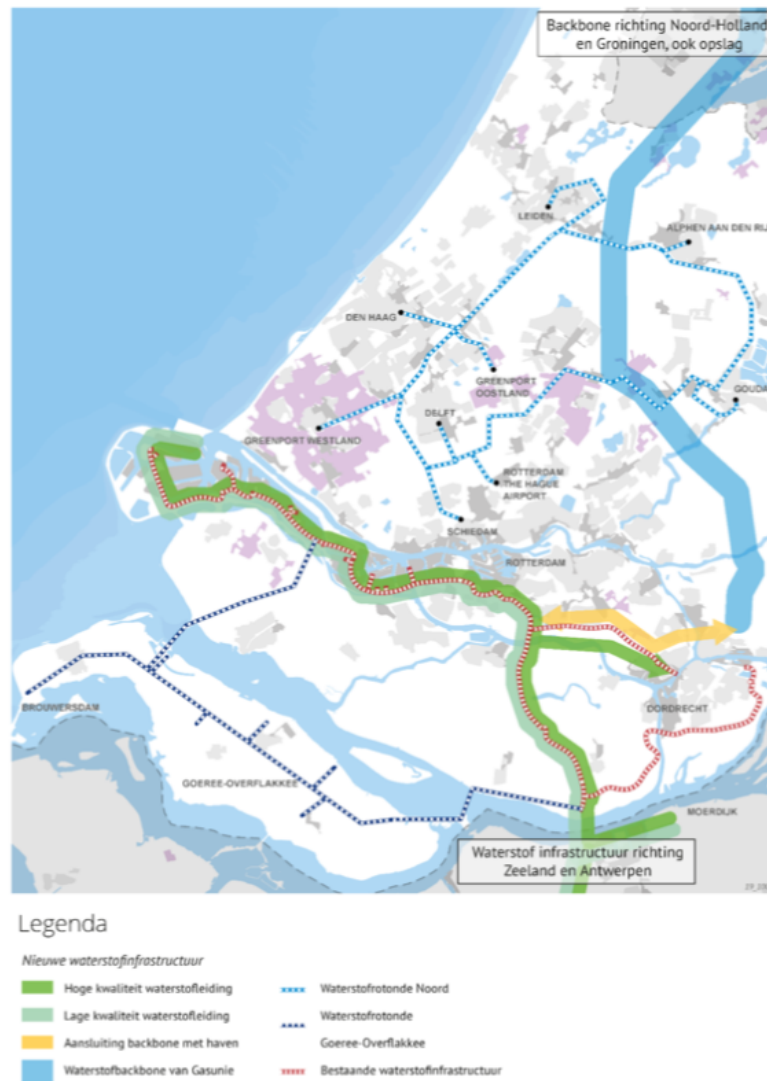 Backbone richting Noord-Holland
en Groningen, ook opslag
LEIDEN
ALPHEN AAN DEN RIJ
DEN HAAG
GREENPORT
OOSTLAND
GOUDA
DELFT
GREENPORT WESTLAND
ROTTERDAM
THE HAGUE
AIRPORT
SCHIEDAM
ROTTERDAM
BROUWERSDAM
DORDRECHT
GOEREE-OVERFLAKKEE
MOERDIJK
Waterstof infrastructuur richting
Zeeland en Antwerpen
Legenda
Nieuwe waterstofinfrastructuur
Hoge kwaliteit waterstofleiding
Lage kwaliteit waterstofleiding
Aansluiting backbone met haven
Waterstofbackbone van Gasunie
Waterstofrotonde Noord
Waterstofrotonde
Goeree-Overflakkee
Bestaande waterstofinfrastructuur